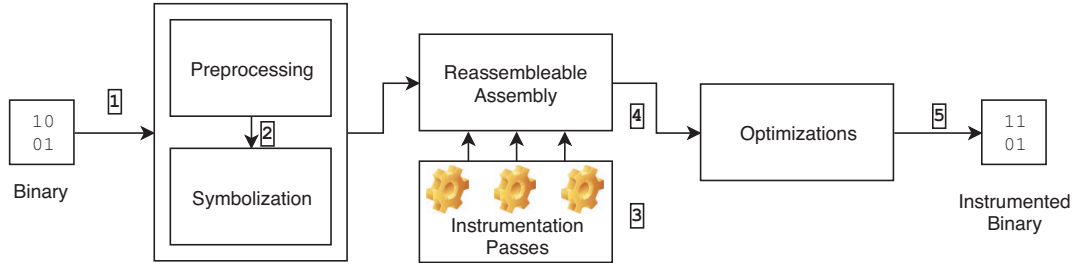 10
01
Binary
1
Preprocessing
2
Symbolization
Reassembleable
Assembly
Instrumentation
Passes
3
4
Optimizations
5
11
01
Instrumented
Binary